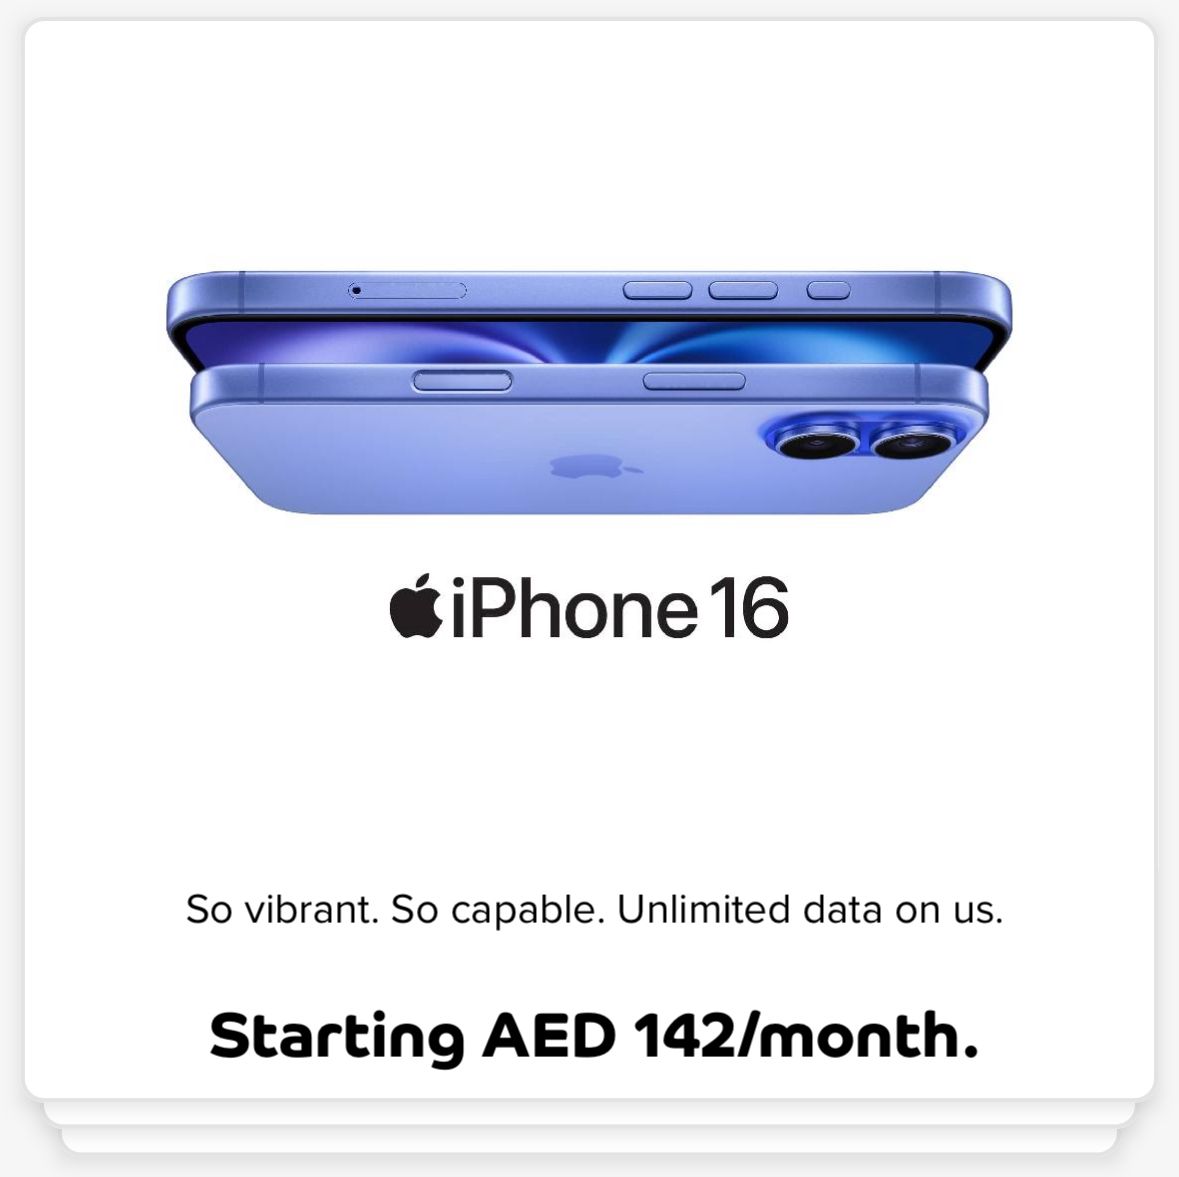 iPhone 16
So vibrant. So capable. Unlimited data on us.
Starting AED 142/month.